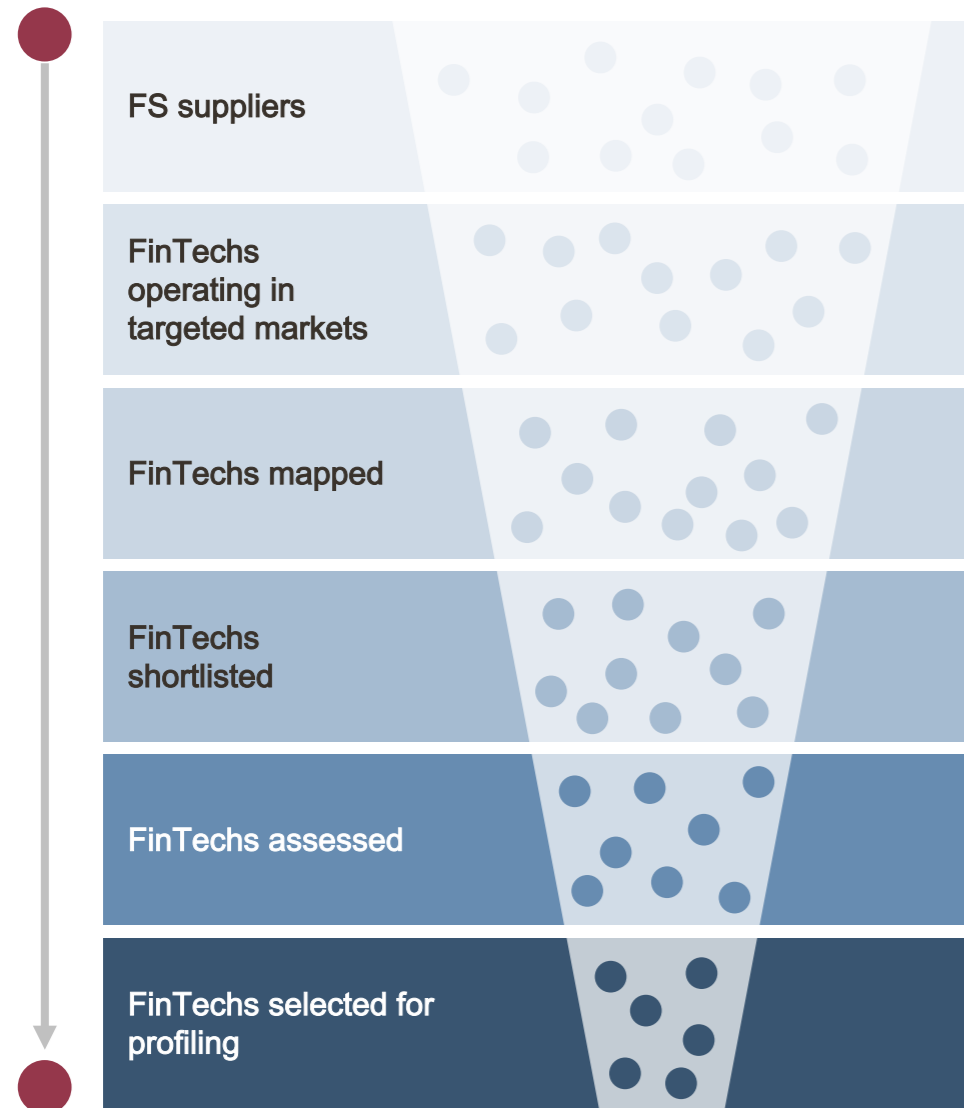 FS suppliers
FinTechs
operating in
targeted markets
FinTechs mapped
FinTechs
shortlisted
FinTechs assessed
FinTechs selected for
profiling